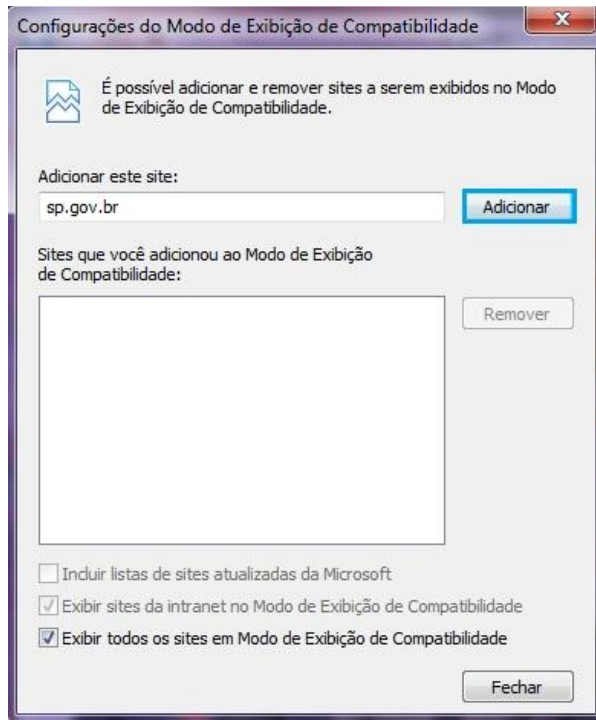 Configurações do Modo de Exibição de Compatibilidade
É possível adicionar e remover sites a serem exibidos no Modo
de Exibição de Compatibilidade.
Adicionar este site:
sp.gov.br
Adicionar
Sites que você adicionou ao Modo de Exibição
de Compatibilidade:
Remover
Incluir listas de sites atualizadas da Microsoft
Exibir sites da intranet no Modo de Exibição de Compatibilidade
Exibir todos os sites em Modo de Exibição de Compatibilidade
Fechar